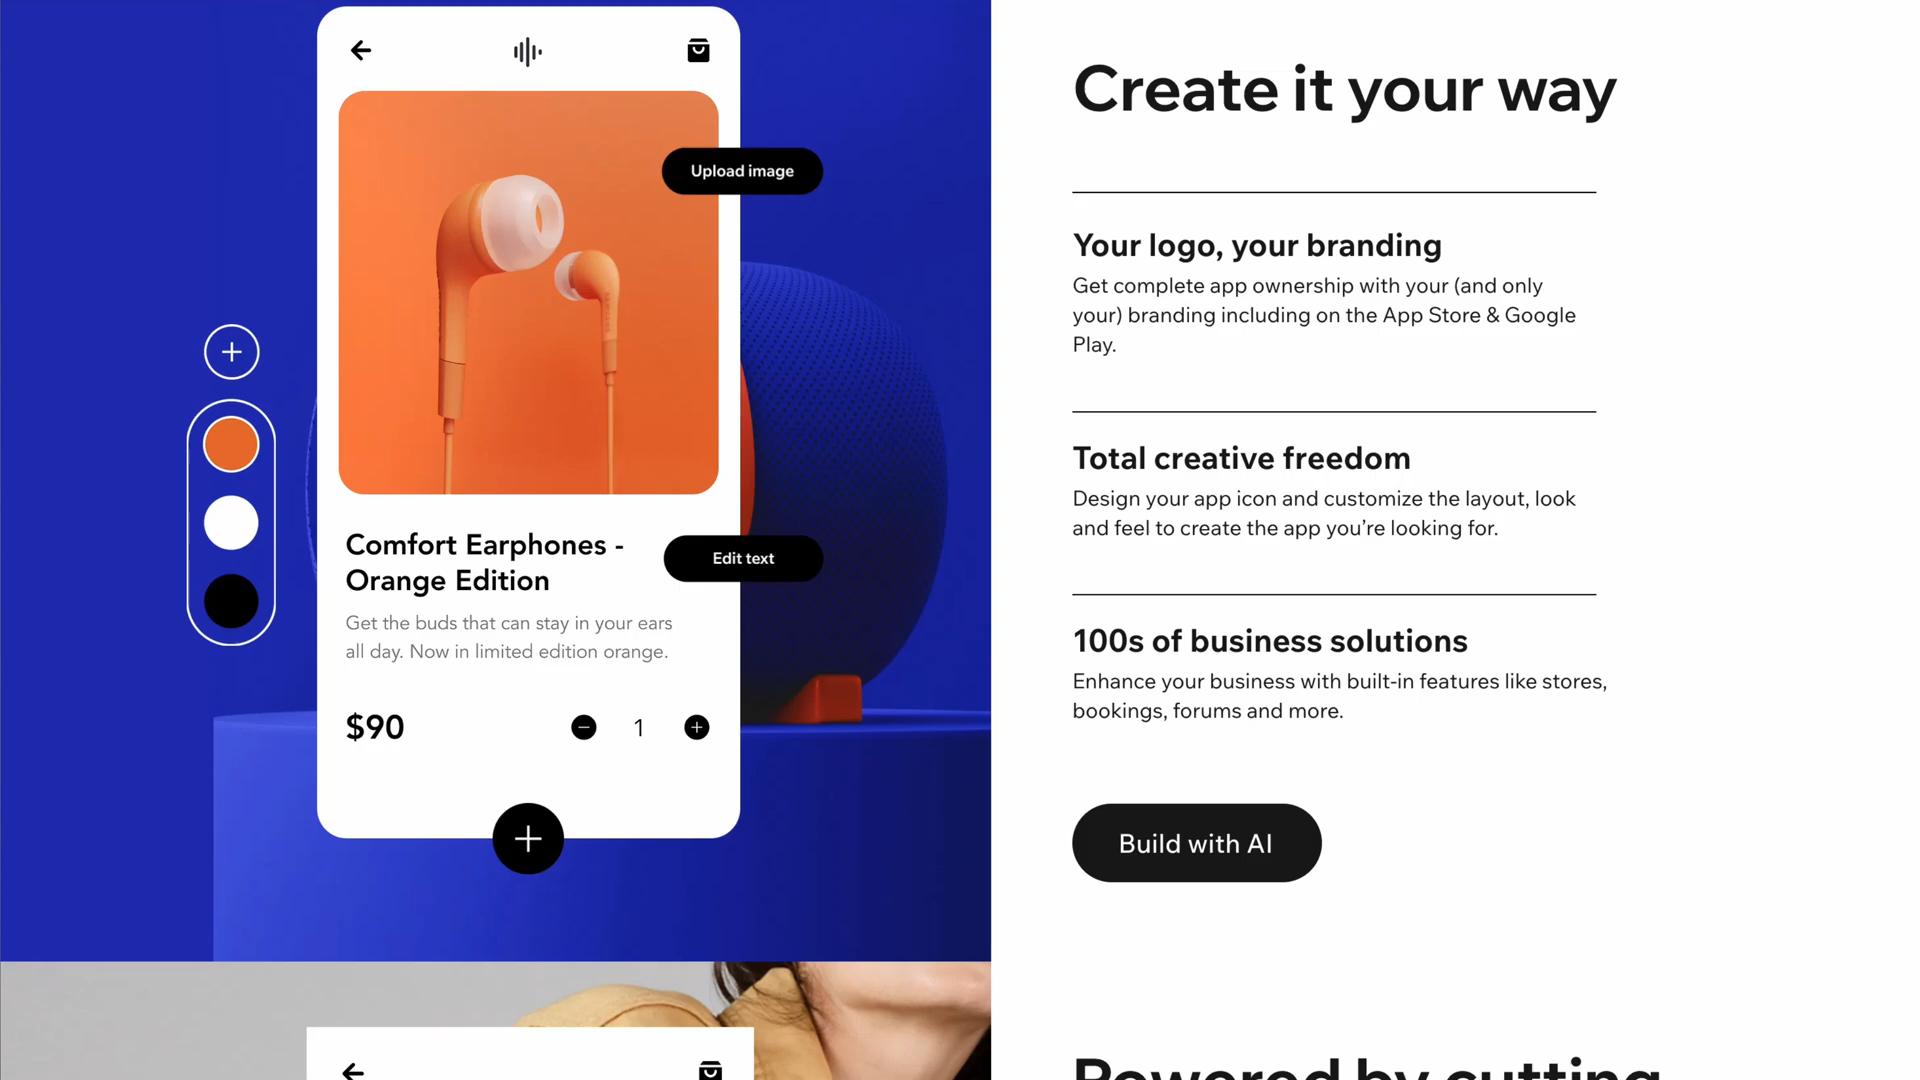 Upload image
Comfort Earphones -
Orange Edition
Edit text
Get the buds that can stay in your ears
all day. Now in limited edition orange.
$90
1
Create it your way
Your logo, your branding
Get complete app ownership with your (and only
your) branding including on the App Store & Google
Play.
Total creative freedom
Design your app icon and customize the layout, look
and feel to create the app you’re looking for.
100s of business solutions
Enhance your business with built-in features like stores,
bookings, forums and more.
Build with AI
Powered by cutting